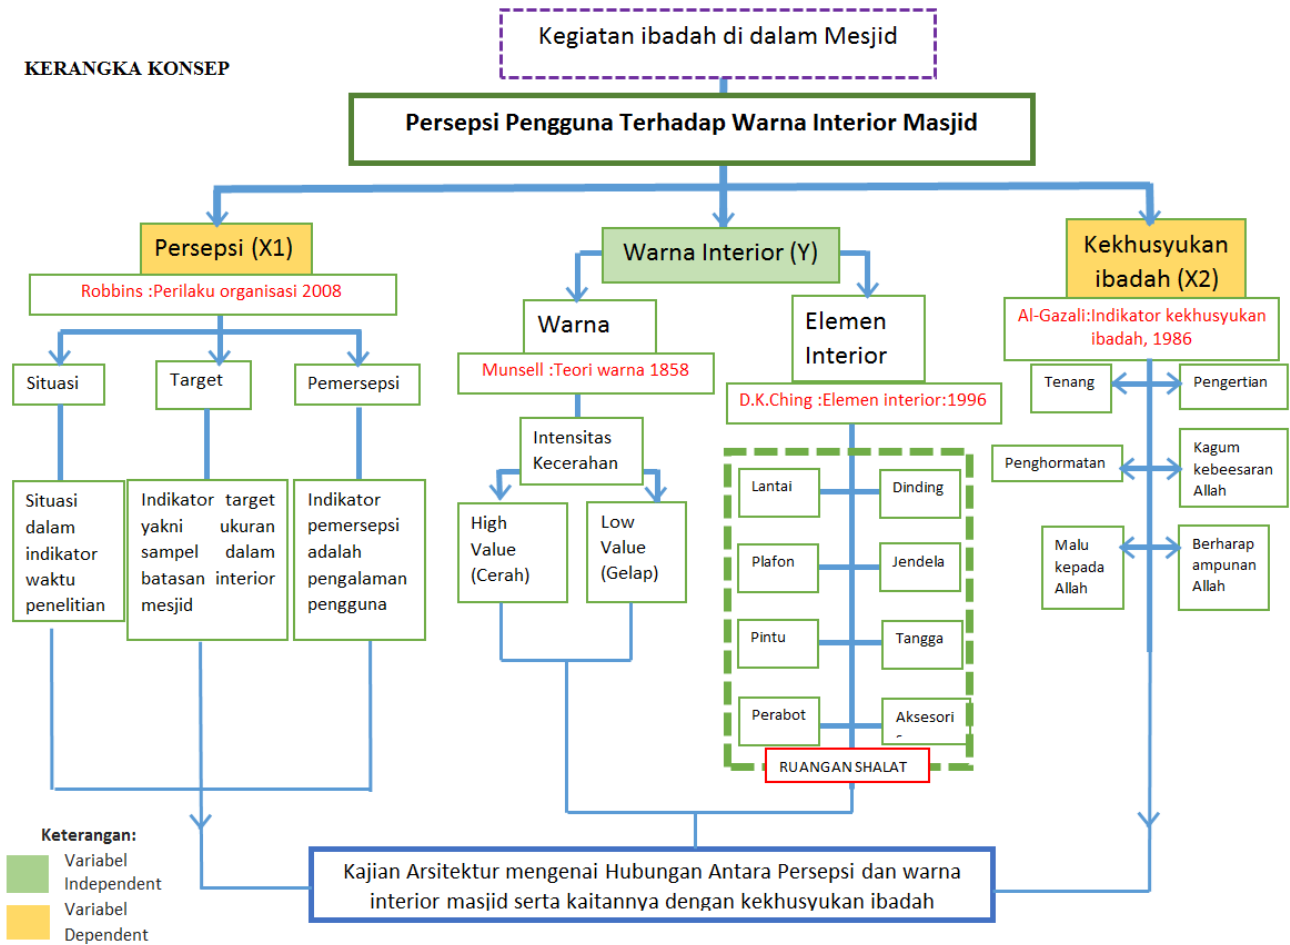 Kegiatan ibadah di dalam Mesjid
KERANGKA KONSEP
Persepsi Pengguna Terhadap Warna Interior Masjid
Persepsi (X1)
Robbins :Perilaku organisasi 2008
Situasi
Target
Pemersepsi
Situasi
dalam
indikator
waktu
penelitian
Indikator target
yakni ukuran
sampel dalam
batasan interior
mesjid
Indikator
pemersepsi
adalah
pengalaman
pengguna
Warna Interior (Y)
Warna
Munsell :Teori warna 1858
Intensitas
Kecerahan
High
Value
(Cerah)
Low
Value
(Gelap)
Elemen
Interior
D.K.Ching :Elemen interior:1996
Lantai
Dinding
Plafon
Jendela
Pintu
Tangga
Perabot
Aksesori
RUANGAN SHALAT
Kekhusyukan
ibadah (X2)
Al-Gazali:Indikator kekhusyukan
ibadah, 1986
Tenang
Pengertian
Penghormatan
Kagum
kebeesaran
Allah
Malu
kepada
Allah
Berharap
ampunan
Allah
Kajian Arsitektur mengenai Hubungan Antara Persepsi dan warna
interior masjid serta kaitannya dengan kekhusyukan ibadah
Keterangan:
Variabel
Independent
Variabel
Dependent